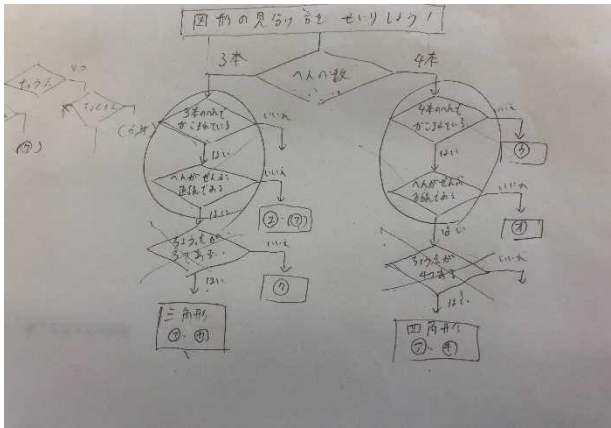 図形の見分け方を せいりしよう!
3本
4本
へんの数
3本のへんで
かこまれている
いいえ
4本のへんで
かこまれている
いいえ
はい
はい
へんがぜんぶ
直線である
いいえ
へんがぜんぶ
直線である
いいえ
はい
はい
ちょう点が
3つある
いいえ
ちょう点が
4つある
いいえ
はい
はい
三角形
四角形